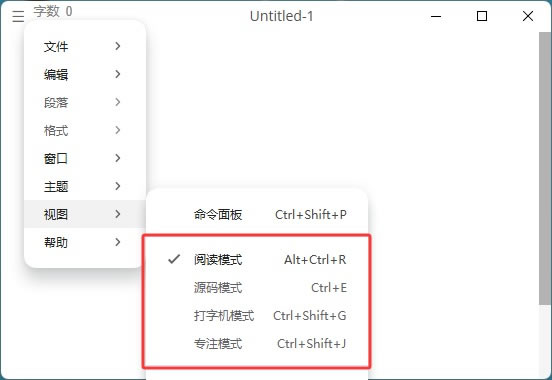 字数 0
Untitled-1
文件
编辑
段落
格式
窗口
主题
视图
帮助
命令面板 Ctrl+Shift+P
阅读模式 Alt+Ctrl+R
源码模式 Ctrl+E
打字机模式 Ctrl+Shift+G
专注模式 Ctrl+Shift+J